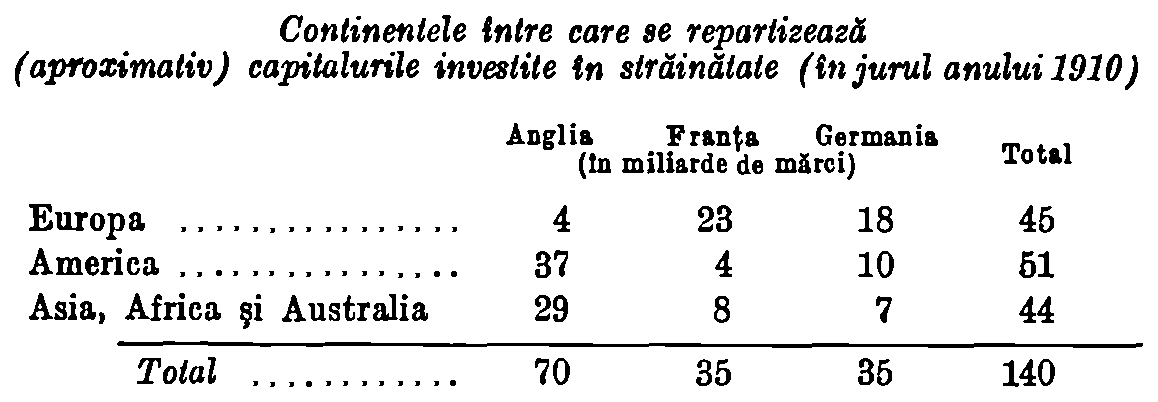 Continentele între care se repartizează
(aproximativ) capitalurile investite în străinătate (în jurul anului 1910)
Anglia Franţa Germania Total
(în miliarde de mărci)
Europa ................ 4 23 18 45
America ................ 37 4 10 51
Asia, Africa şi Australia 29 8 7 44
Total ............ 70 35 35 140